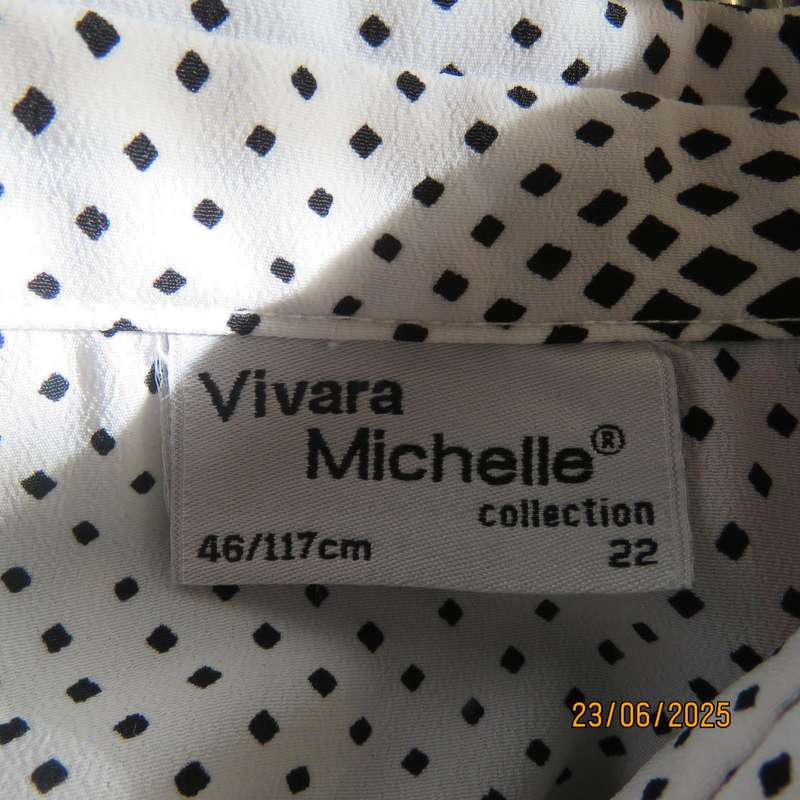 Vivara
Michelle®
collection
46/117cm 22
23/06/2025